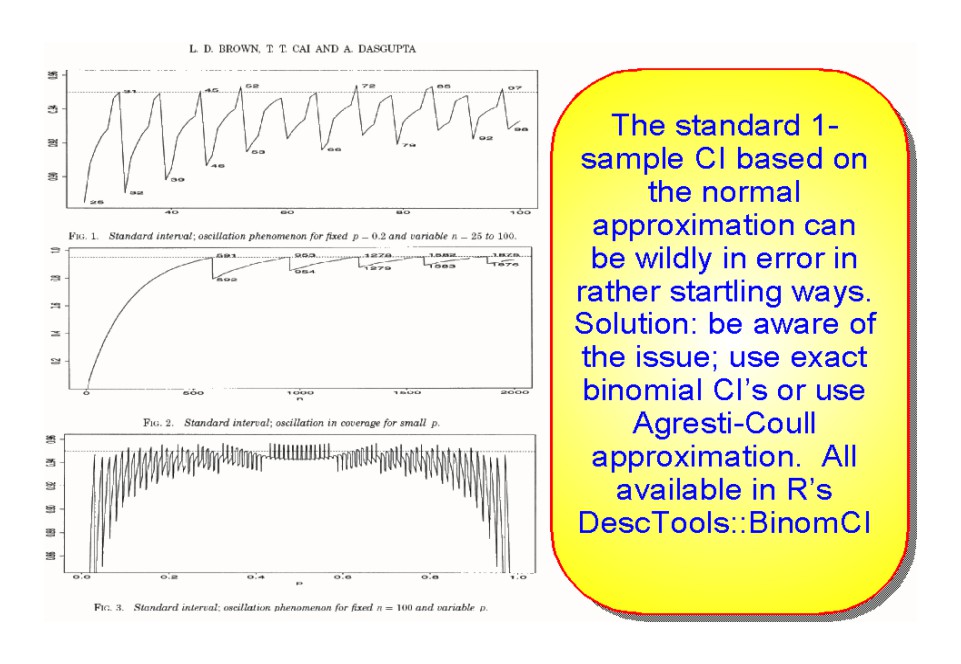 L. D. BROWN, T. T. CAI AND A. DASGUPTA
31 45 52 72 85 97
25 32 39 46 53 66 79 92 98
40 60 80 100
FIG. 1. Standard interval; oscillation phenomenon for fixed p = 0.2 and variable n = 25 to 100.
591 953 1278 1582 1875
592 954 1279 1583 1876
0 500 1000 1500 2000
n
FIG. 2. Standard interval; oscillation in coverage for small p.
0.0 0.2 0.4 0.6 0.8 1.0
p
FIG. 3. Standard interval; oscillation phenomenon for fixed n = 100 and variable p.
The standard 1-
sample CI based on
the normal
approximation can
be wildly in error in
rather startling ways.
Solution: be aware of
the issue; use exact
binomial CI's or use
Agresti-Coull
approximation. All
available in R's
DescTools::BinomCI